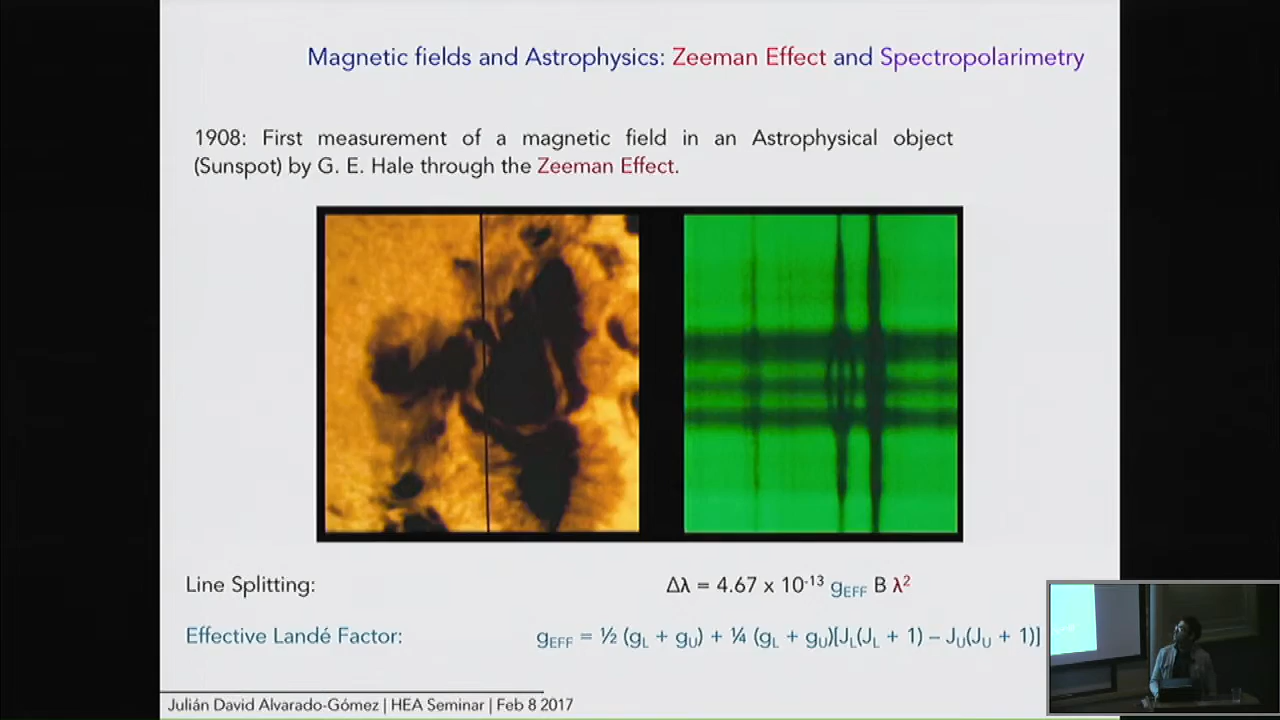 Magnetic fields and Astrophysics: Zeeman Effect and Spectropolarimetry
1908: First measurement of a magnetic field in an Astrophysical object
(Sunspot) by G. E. Hale through the Zeeman Effect.
Line Splitting: Δλ = 4.67 x 10⁻¹³ gEFF B λ²
Effective Landé Factor: gEFF = ½ (gL + gU) + ¼ (gL + gU)[JL(JL + 1) – JU(JU + 1)]
Julián David Alvarado-Gómez | HEA Seminar | Feb 8 2017